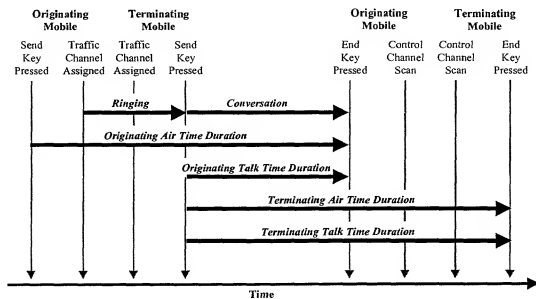 Originating Mobile Terminating Mobile Originating Mobile Terminating Mobile
Send Key Pressed
Traffic Channel Assigned
Traffic Channel Assigned
Send Key Pressed
End Key Pressed
Control Channel Scan
Control Channel Scan
End Key Pressed
Ringing Conversation
Originating Air Time Duration
Originating Talk Time Duration
Terminating Air Time Duration
Terminating Talk Time Duration
Time